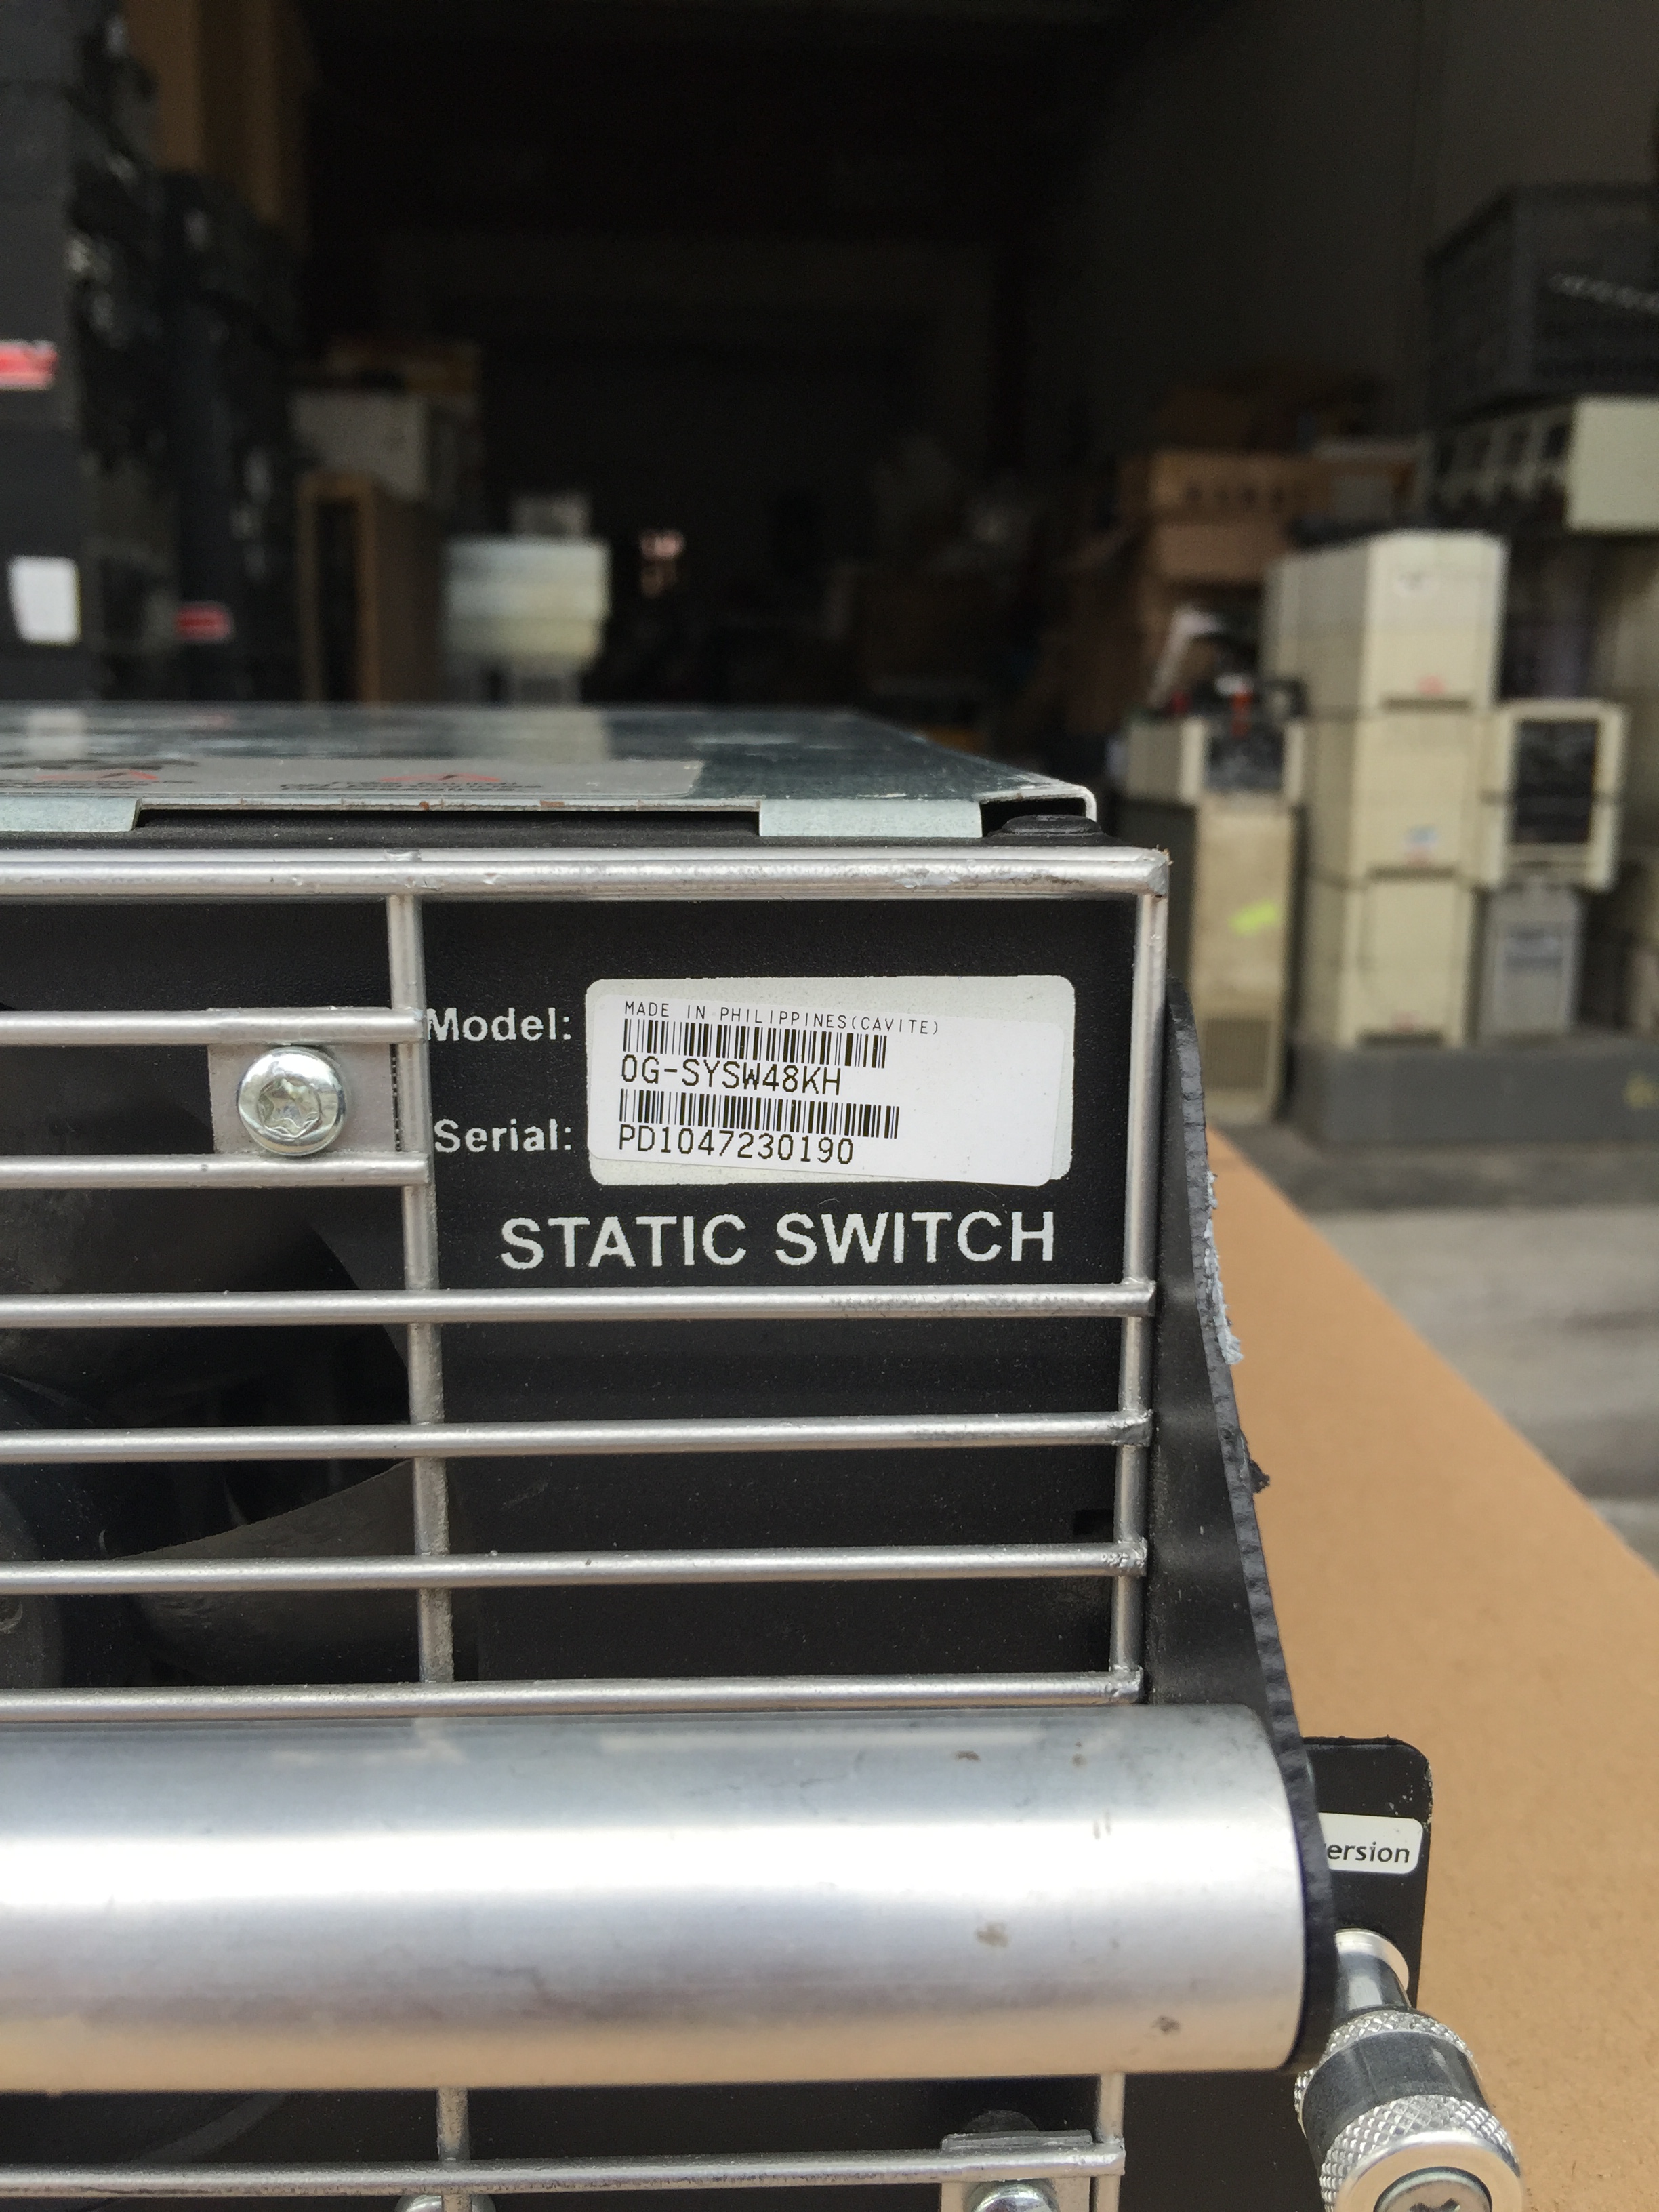 Model:
MADE IN PHILIPPINES(CAVITE)
0G-SYSW48KH
Serial:
PD1047230190
STATIC SWITCH
ersion